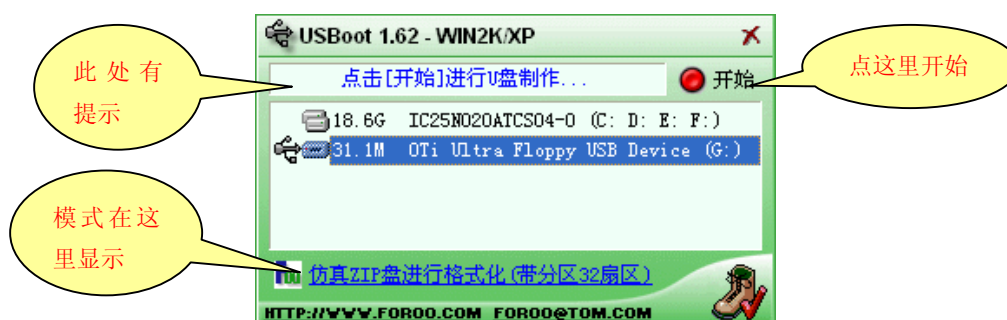 USBoot 1.62 - WIN2K/XP
此处有
提示
点击[开始]进行U盘制作...
开始
点这里开始
18.6G IC25N020ATCS04-0 (C: D: E: F:)
31.1M OTi Ultra Floppy USB Device (G:)
模式在这
里显示
仿真ZIP盘进行格式化(带分区32扇区)
HTTP://WWW.FOROO.COM FOROO@TOM.COM